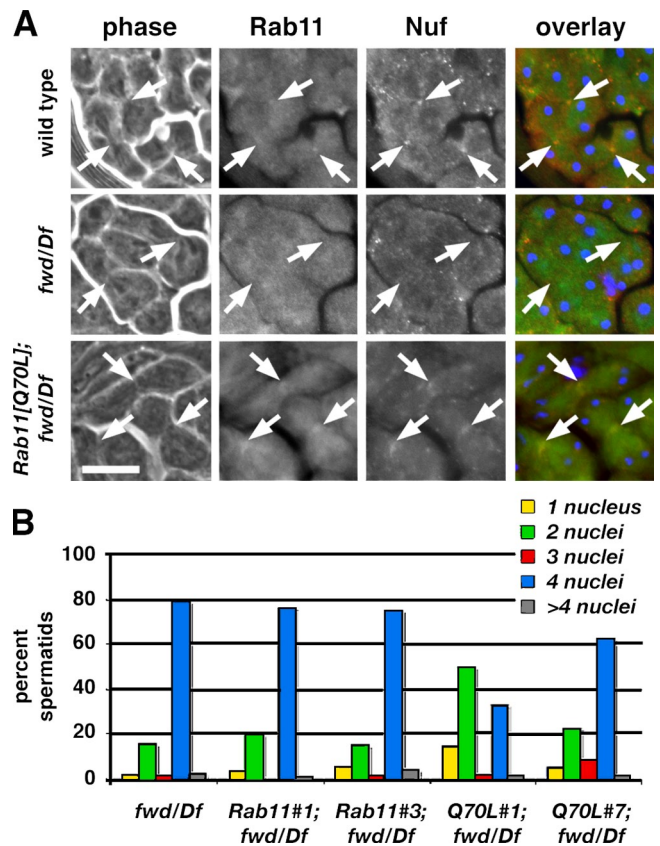 A
phase Rab11 Nuf overlay
wild type
fwd/Df
Rab11[Q70L];
fwd/Df
B
1 nucleus
2 nuclei
3 nuclei
4 nuclei
>4 nuclei
percent
spermatids
100
80
60
40
20
0
fwd/Df Rab11#1; Rab11#3; Q70L#1; Q70L#7;
fwd/Df fwd/Df fwd/Df fwd/Df